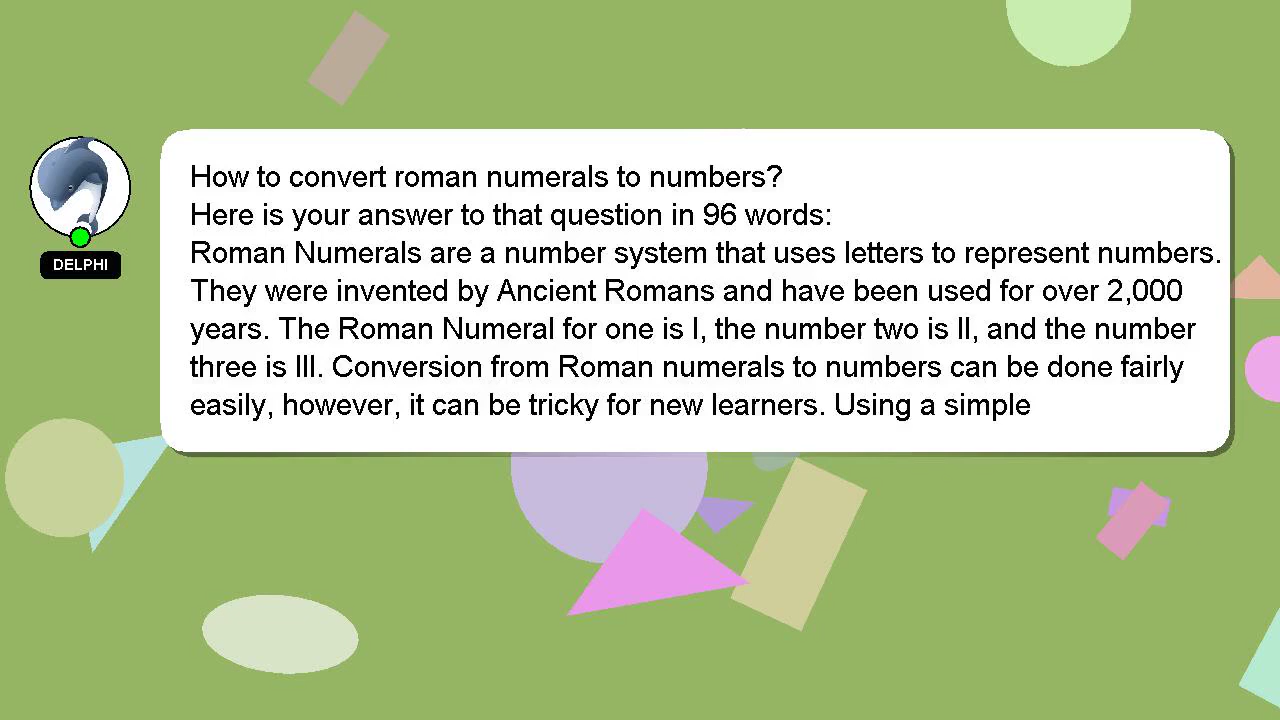 How to convert roman numerals to numbers?
Here is your answer to that question in 96 words:
Roman Numerals are a number system that uses letters to represent numbers.
They were invented by Ancient Romans and have been used for over 2,000
years. The Roman Numeral for one is I, the number two is II, and the number
three is III. Conversion from Roman numerals to numbers can be done fairly
easily, however, it can be tricky for new learners. Using a simple
DELPHI